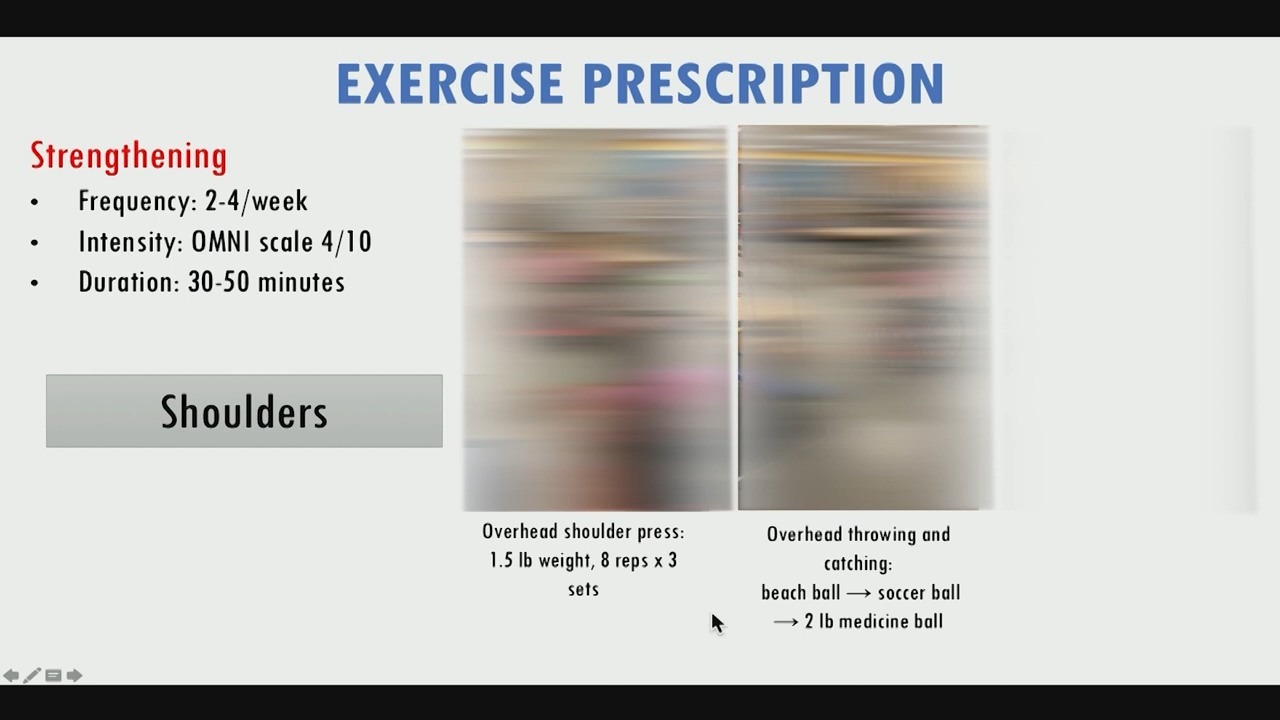 EXERCISE PRESCRIPTION
Strengthening
• Frequency: 2-4/week
• Intensity: OMNI scale 4/10
• Duration: 30-50 minutes
Shoulders
Overhead shoulder press:
1.5 lb weight, 8 reps x 3
sets
Overhead throwing and
catching:
beach ball → soccer ball
→ 2 lb medicine ball